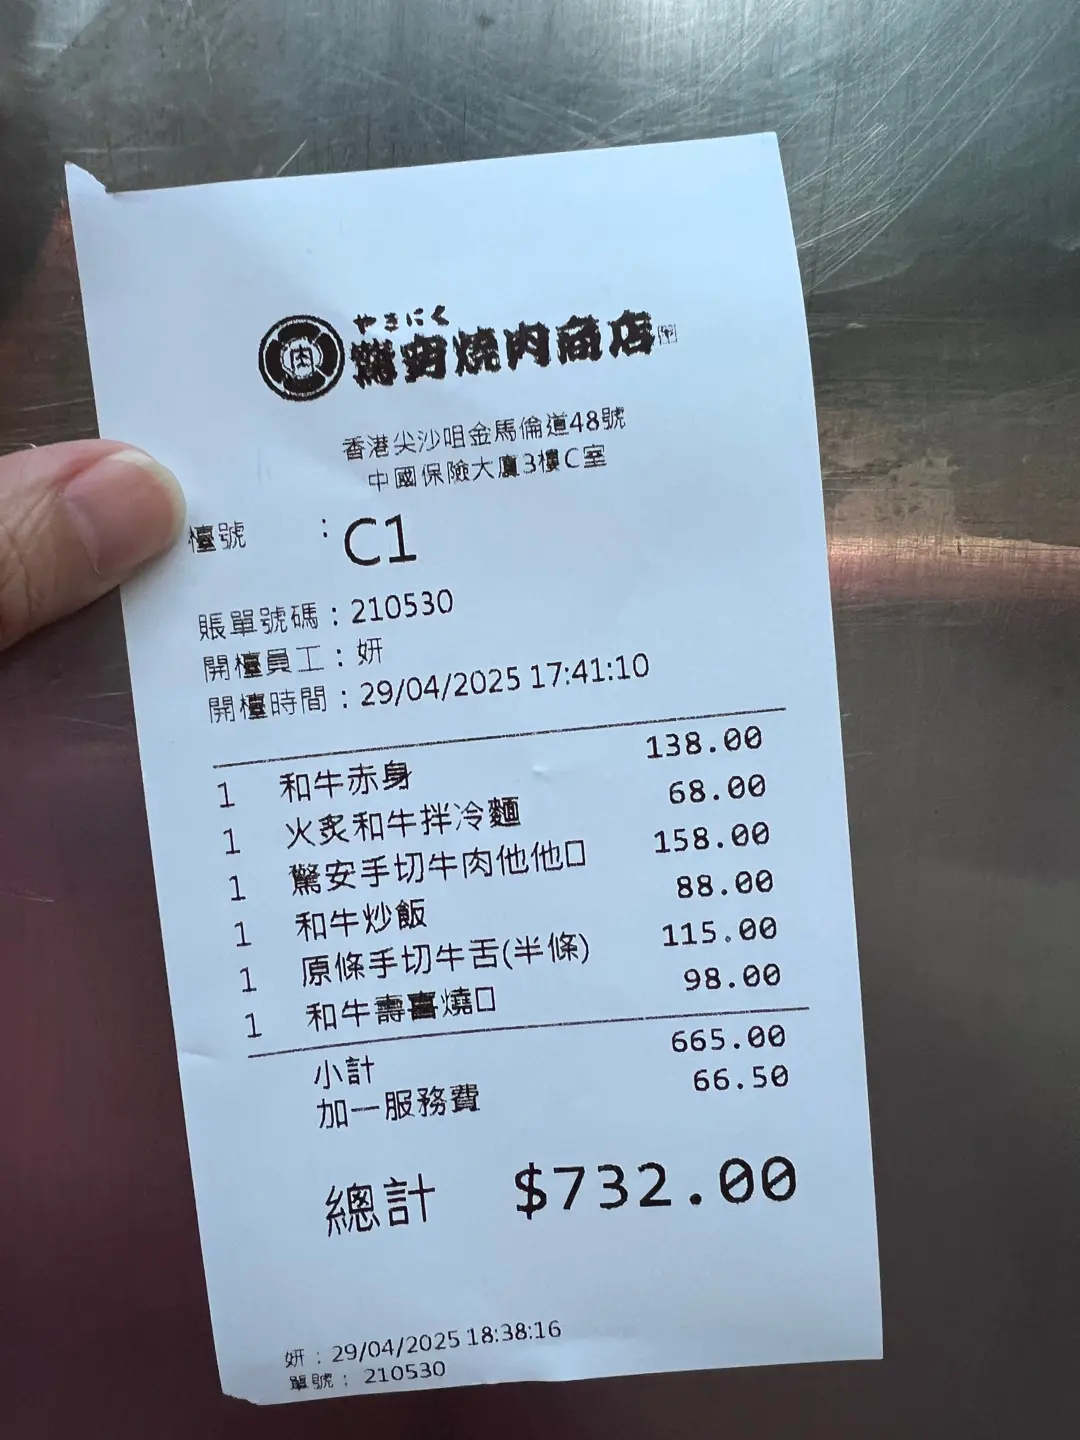 肉
やきにく
驚安燒肉商店
香港尖沙咀金馬倫道48號
中國保險大廈3樓C室
檯號 : C1
賬單號碼 : 210530
開檯員工 : 妍
開檯時間 : 29/04/2025 17:41:10
1 和牛赤身 138.00
1 火炙和牛拌冷麵 68.00
1 驚安手切牛肉他他□ 158.00
1 和牛炒飯 88.00
1 原條手切牛舌(半條) 115.00
1 和牛壽喜燒□ 98.00
小計 665.00
加一服務費 66.50
總計 $732.00
妍 : 29/04/2025 18:38:16
單號 : 210530